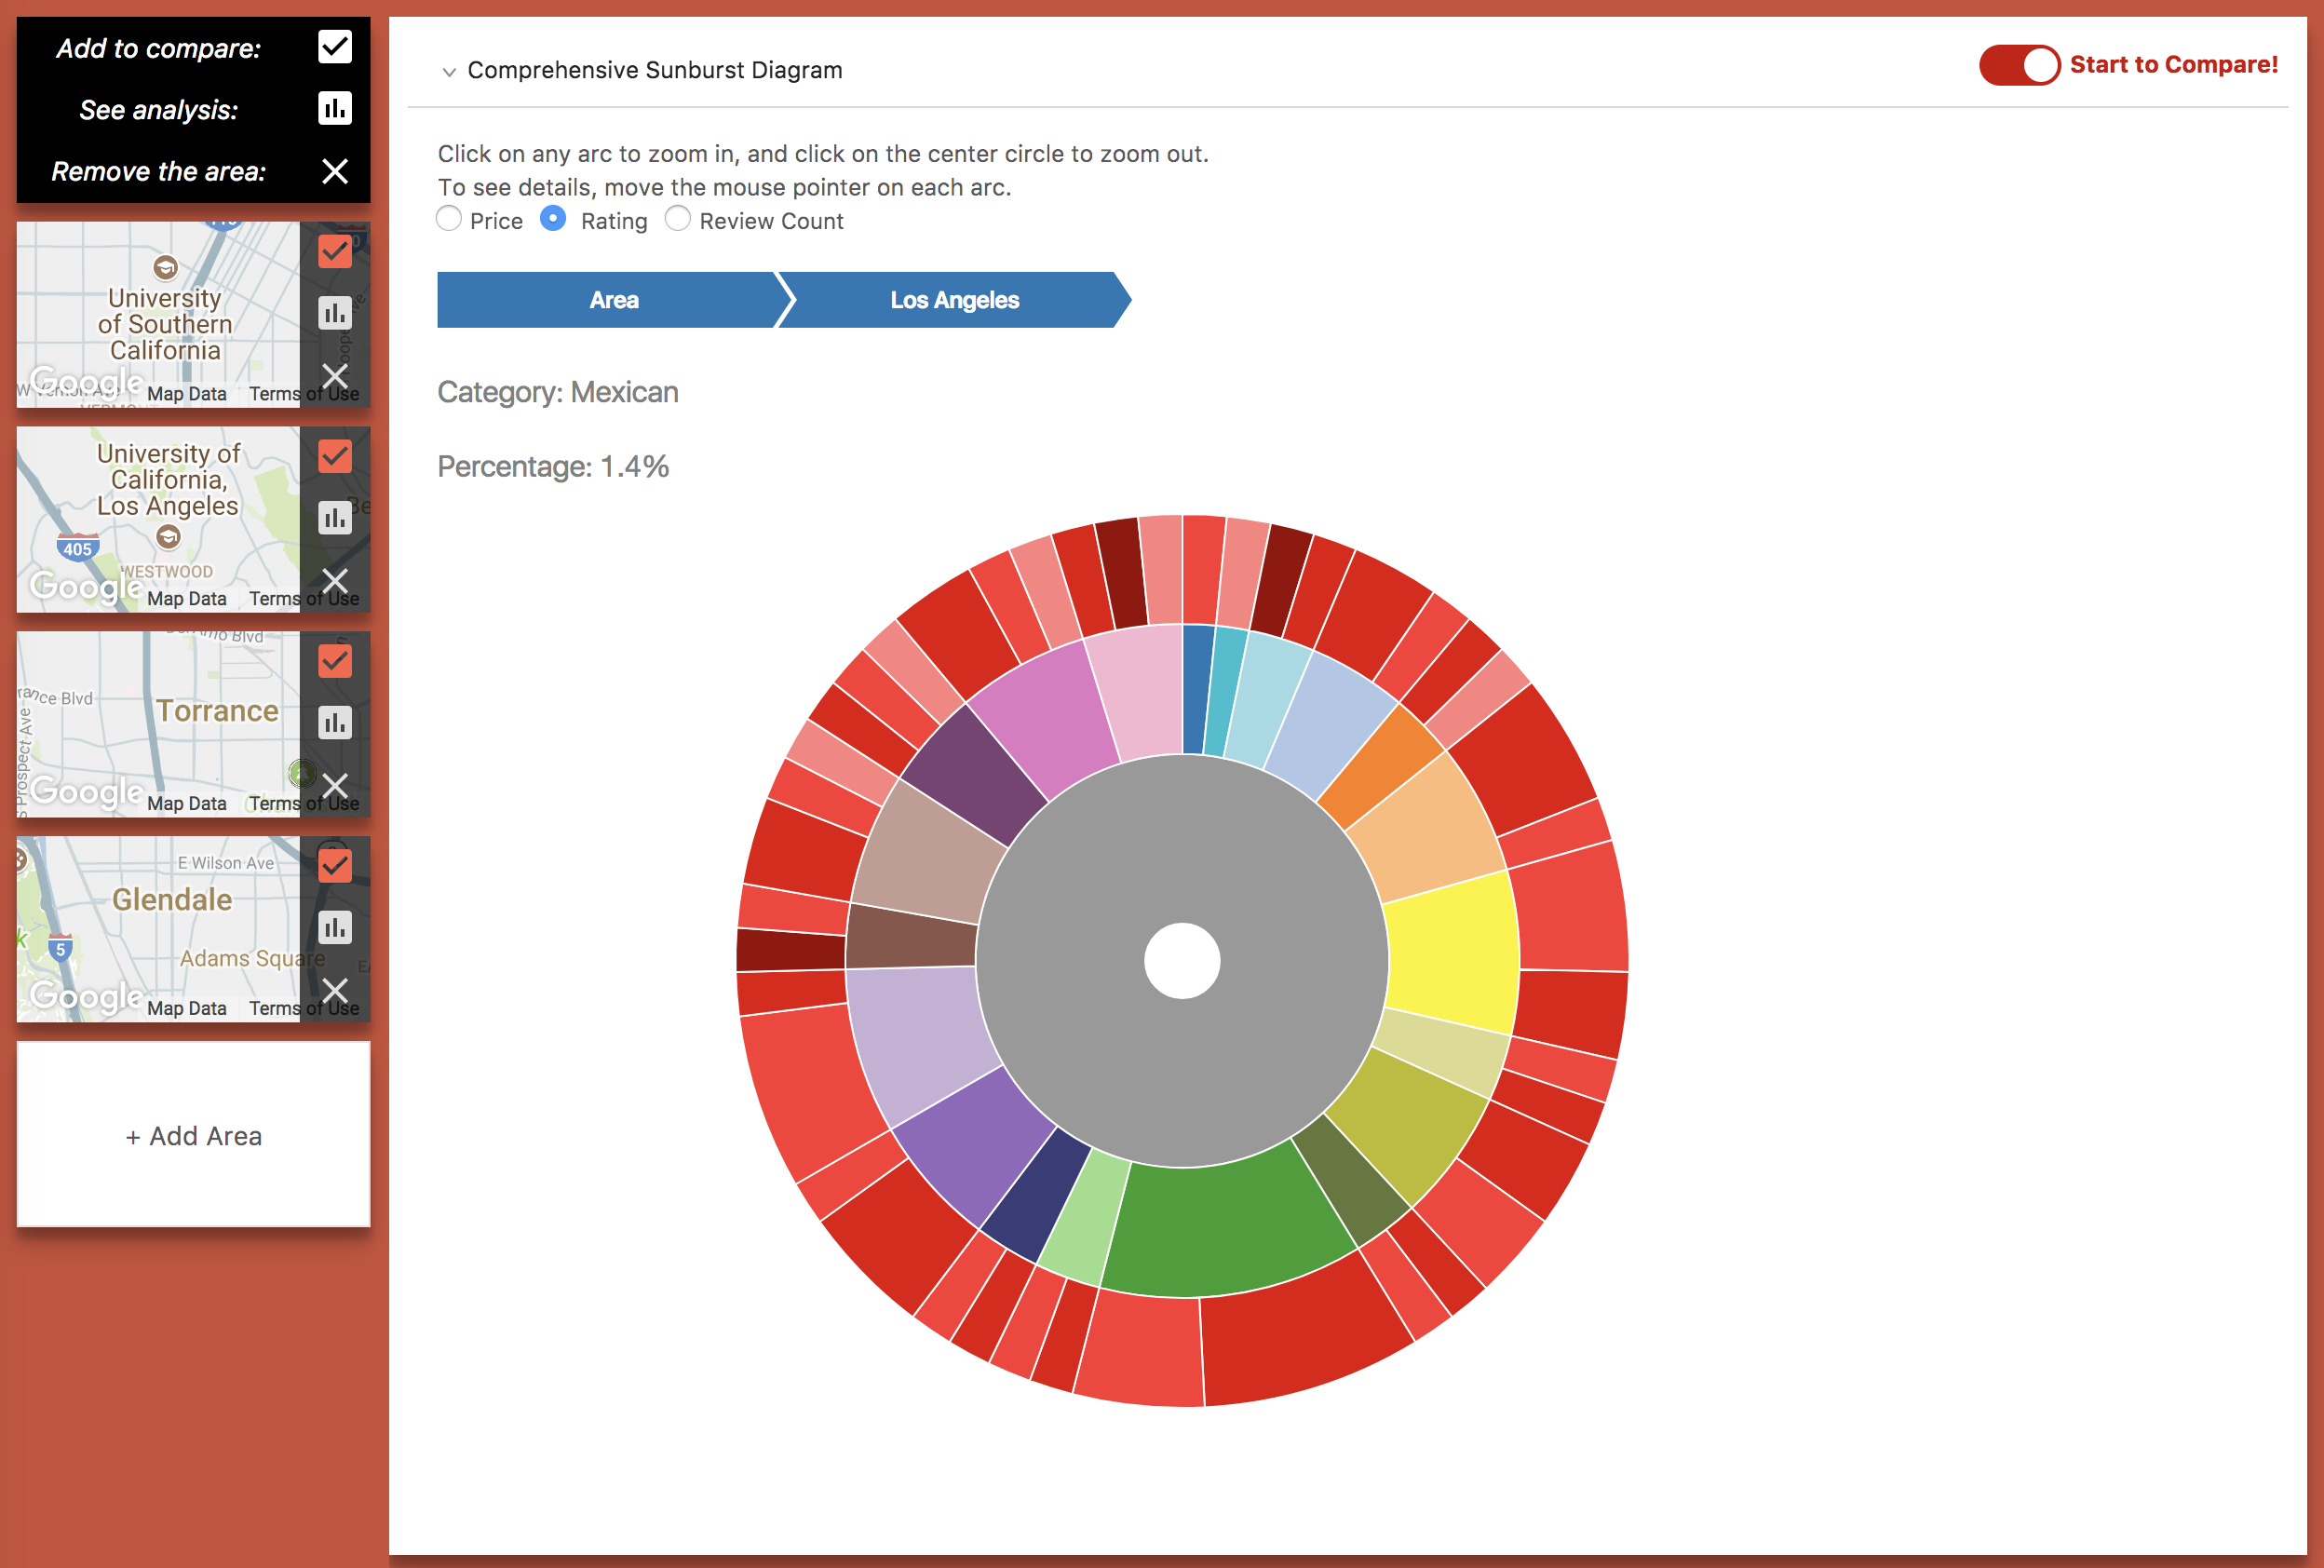 Add to compare:
See analysis:
Remove the area:
University
of Southern
California
Google
Map Data
Terms of Use
University of
California,
Los Angeles
405
WESTWOOD
Google
Map Data
Terms of Use
Torrance
Google
Map Data
Terms of Use
E Wilson Ave
Glendale
5
Adams Square
Google
Map Data
Terms of Use
+ Add Area
Comprehensive Sunburst Diagram
Start to Compare!
Click on any arc to zoom in, and click on the center circle to zoom out.
To see details, move the mouse pointer on each arc.
Price Rating Review Count
Area Los Angeles
Category: Mexican
Percentage: 1.4%